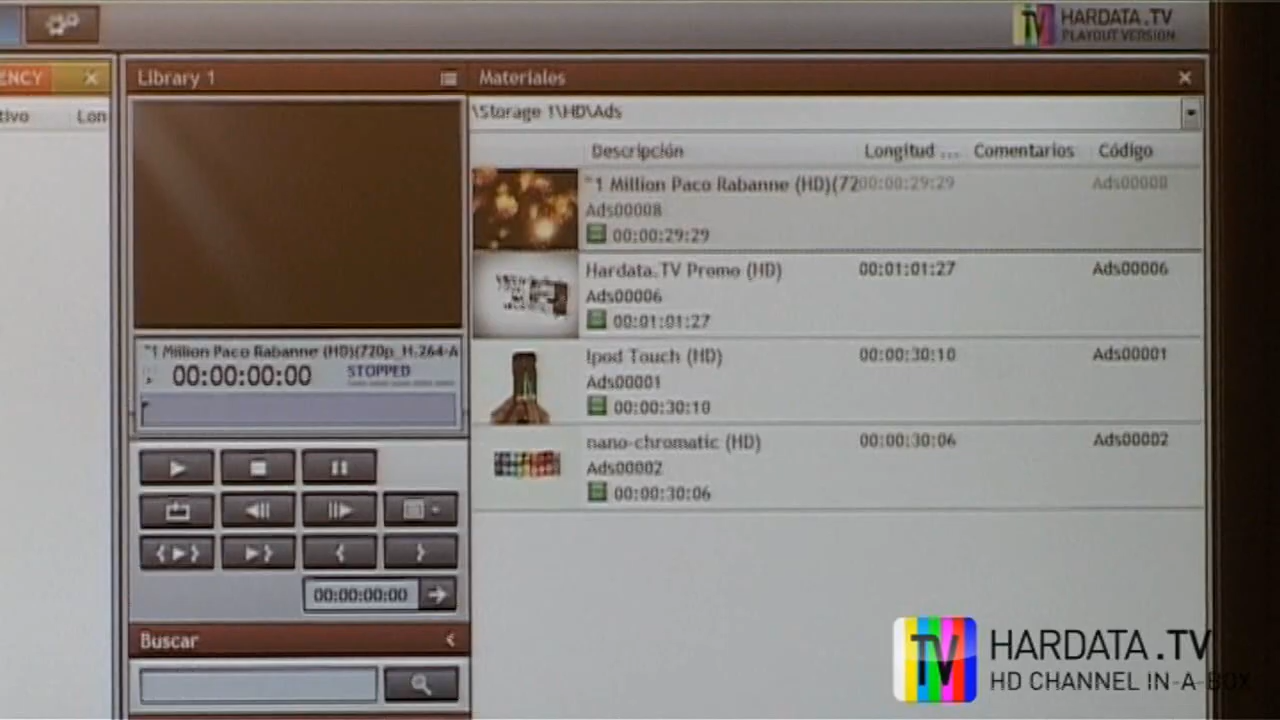 HARDATA.TV
PLAYOUT VERSION
ENCY
Library 1
Materiales
tivo
Lon
\Storage 1\HD\Ads
Descripción
Longitud ...
Comentarios
Código
"1 Million Paco Rabanne (HD)(72
00:00:29:29
Ads00008
Ads00008
00:00:29:29
Hardata.TV Promo (HD)
00:01:01:27
Ads00006
Ads00006
00:01:01:27
"1 Million Paco Rabanne (HD)(720p_H.264-A
00:00:00:00
STOPPED
Ipod Touch (HD)
00:00:30:10
Ads00001
Ads00001
00:00:30:10
nano-chromatic (HD)
00:00:30:06
Ads00002
Ads00002
00:00:30:06
00:00:00:00
Buscar
TV HARDATA.TV
HD CHANNEL IN-A-BOX